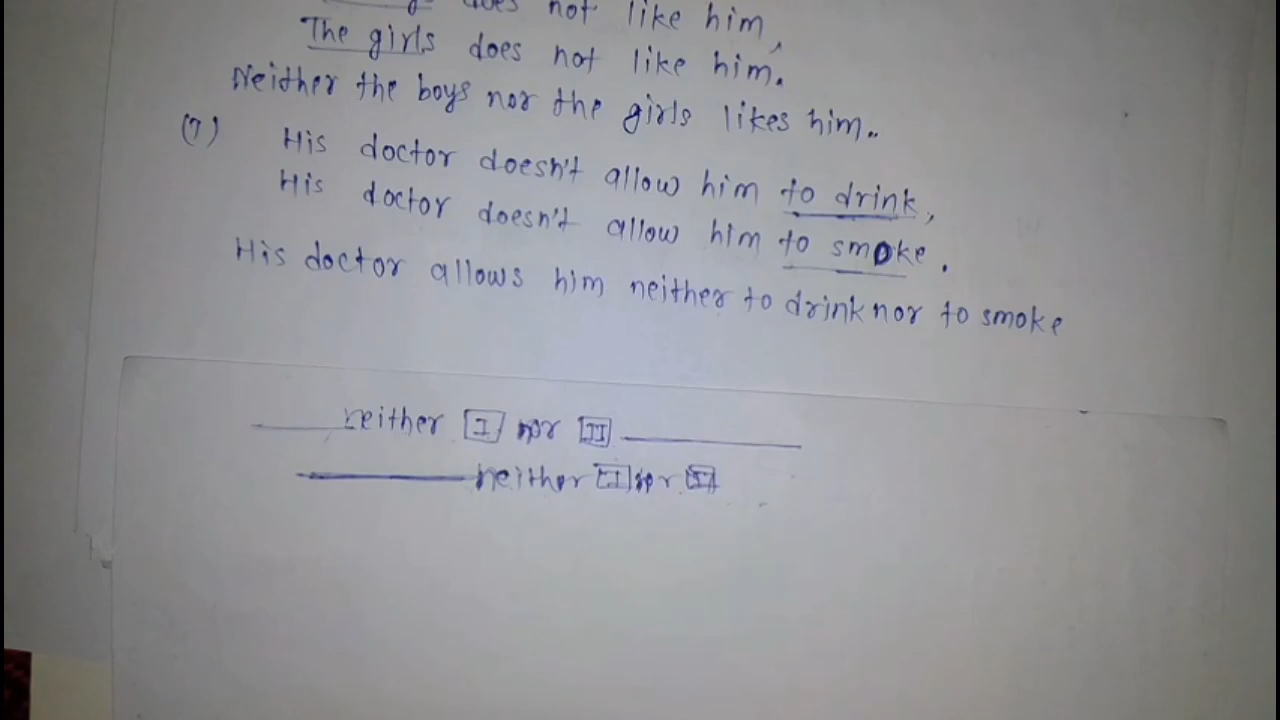 does not like him,
The girls does not like him.
Neither the boys nor the girls likes him..
(7) His doctor doesn't allow him to drink,
His doctor doesn't allow him to smoke.
His doctor allows him neither to drink nor to smoke
neither I nor II
neither I nor II